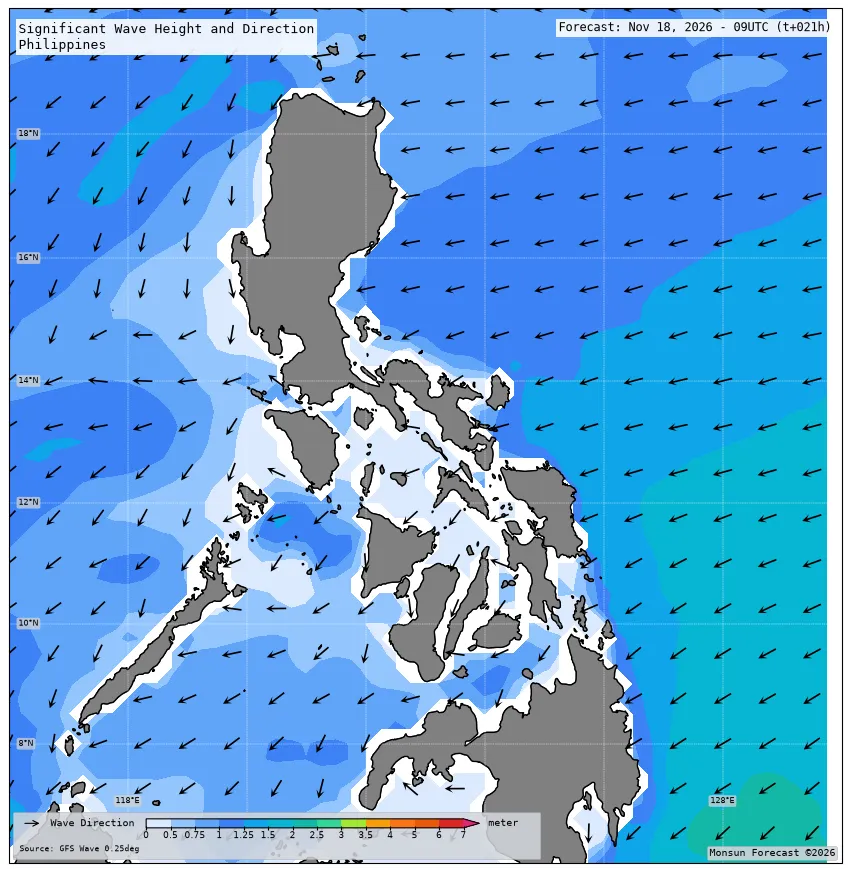 Significant Wave Height and Direction
Philippines
Forecast: Nov 18, 2026 - 09UTC (t+021h)
18°N
16°N
14°N
12°N
10°N
8°N
118°E
128°E
Wave Direction
0 0.5 0.75 1 1.25 1.5 2 2.5 3 3.5 4 5 6 7
meter
Source: GFS Wave 0.25deg
Monsun Forecast ©2026